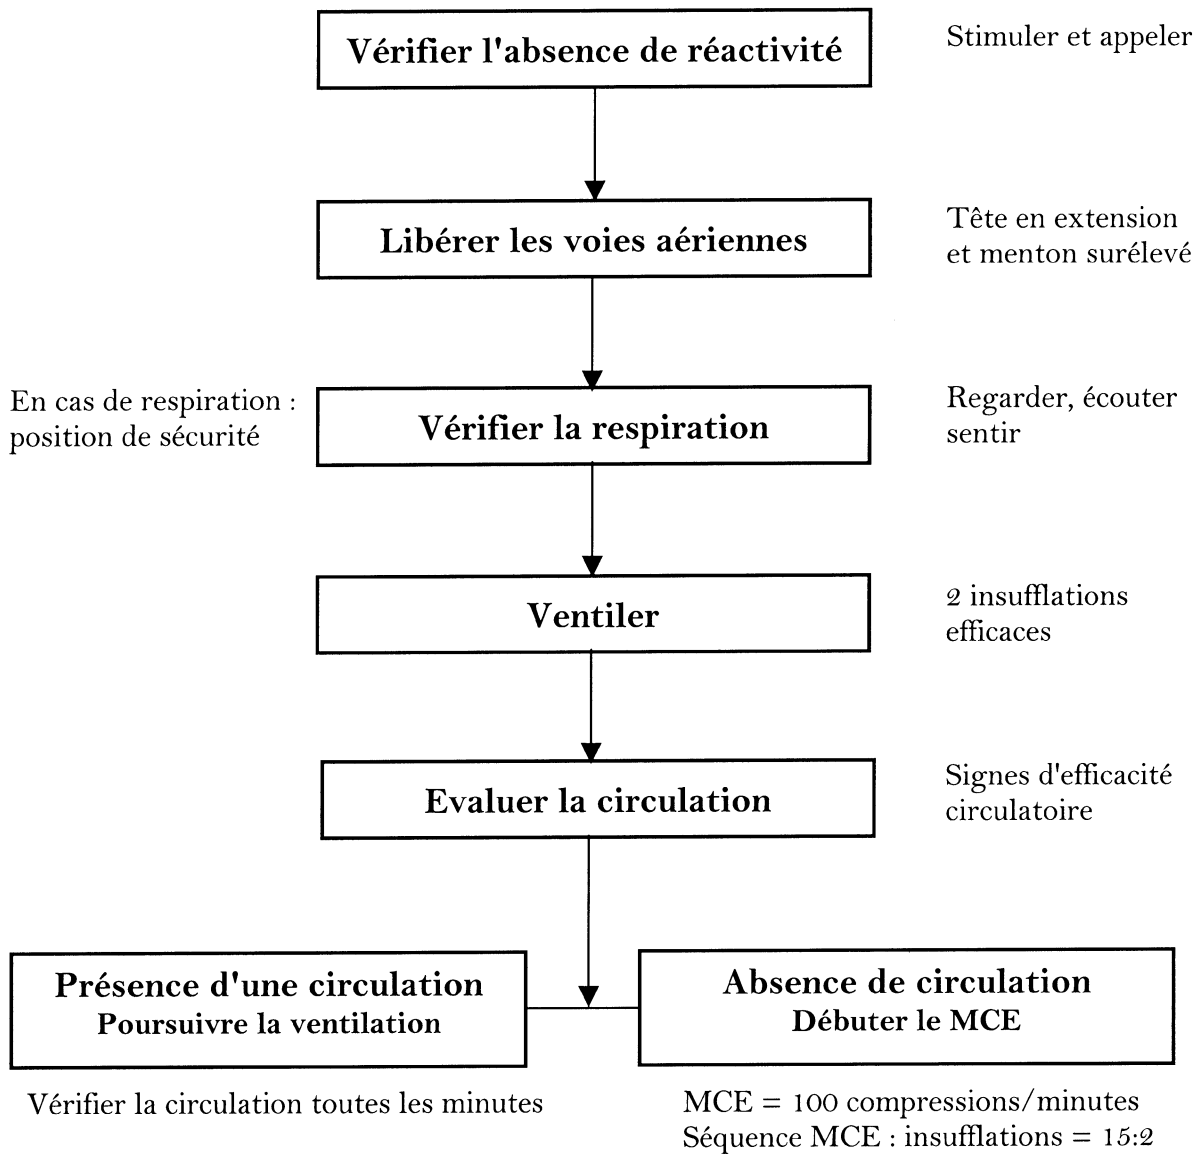 Vérifier l'absence de réactivité
Stimuler et appeler
Libérer les voies aériennes
Tête en extension
et menton surélevé
En cas de respiration :
position de sécurité
Vérifier la respiration
Regarder, écouter
sentir
Ventiler
2 insufflations
efficaces
Evaluer la circulation
Signes d'efficacité
circulatoire
Présence d'une circulation
Poursuivre la ventilation
Absence de circulation
Débuter le MCE
Vérifier la circulation toutes les minutes
MCE = 100 compressions/minutes
Séquence MCE : insufflations = 15:2